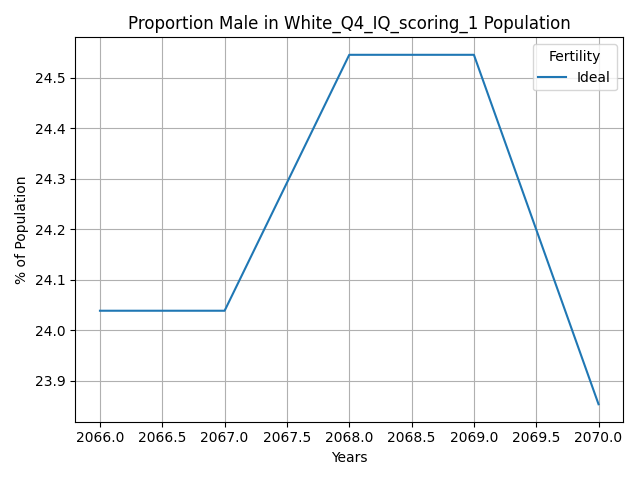 Proportion Male in White_Q4_IQ_scoring_1 Population
Fertility
Ideal
% of Population
24.5
24.4
24.3
24.2
24.1
24.0
23.9
2066.0 2066.5 2067.0 2067.5 2068.0 2068.5 2069.0 2069.5 2070.0
Years